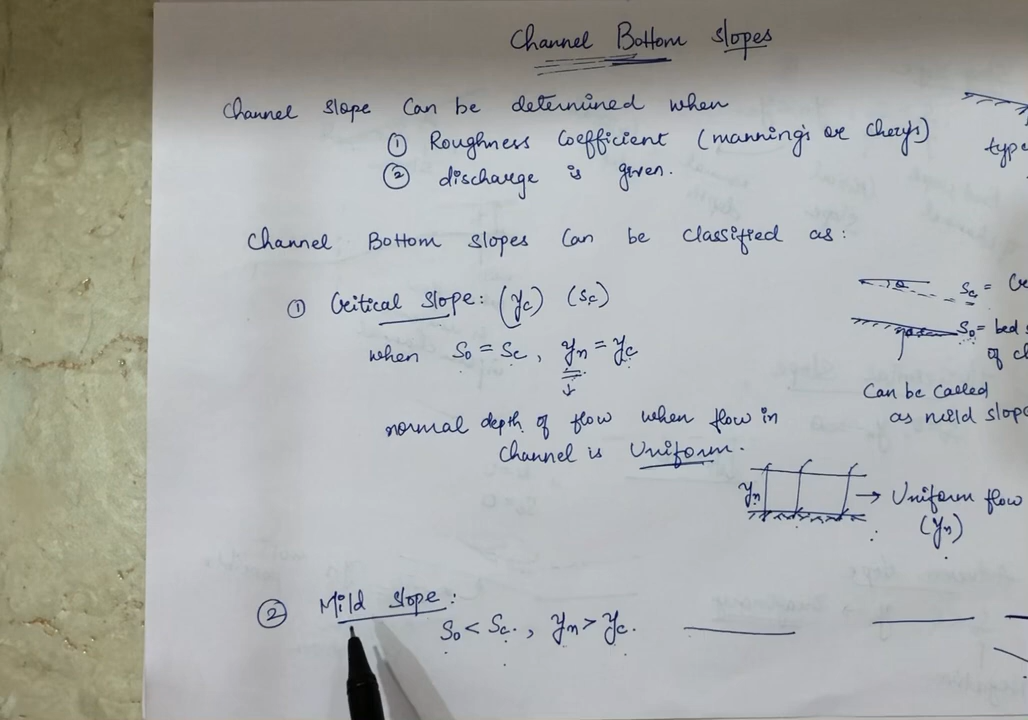 Channel Bottom slopes
Channel slope Can be determined when
① Roughness Coefficient (manning's or Chezy's)
② discharge is given.
type
Channel Bottom slopes Can be classified as:
① Critical slope: (yc) (Sc)
when So = Sc, yn = yc
Sc =
So = bed
of
Can be Called
as mild slope
normal depth of flow when flow in
Channel is Uniform.
yn → Uniform flow
(yn)
② Mild slope:
So < Sc., yn > yc.